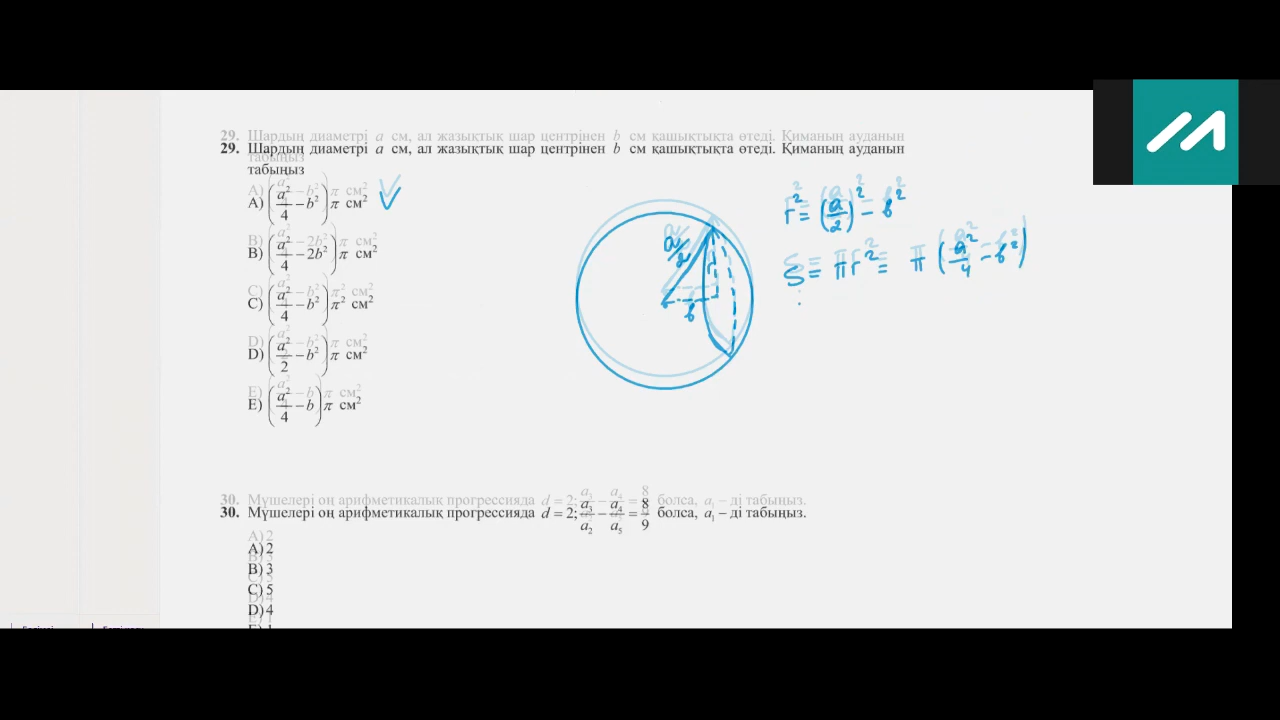 29. Шардың диаметрі a см, ал жазықтық шар центрінен b см қашықтықта өтеді. Қиманың ауданын
табыңыз
A) (a²/4 − b²)π см²
B) (a²/4 − 2b²)π см²
C) (a²/4 − b²)π² см²
D) (a²/2 − b²)π см²
E) (a²/4 − b)π см²
a/2
r
b
r² = (a/2)² − b²
S = πr² = π(a²/4 − b²)
30. Мүшелері оң арифметикалық прогрессияда d = 2; a₃/a₂ − a₄/a₅ = 8/9 болса, a₁ – ді табыңыз.
A) 2
B) 3
C) 5
D) 4